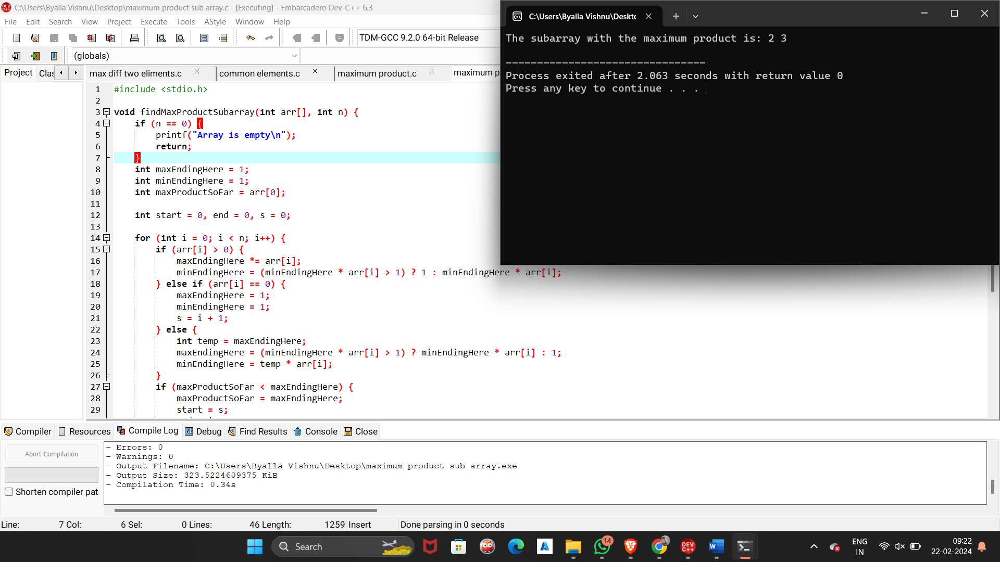 C:\Users\Byalla Vishnu\Desktop\maximum product sub array.c - [Executing] - Embarcadero Dev-C++ 6.3
File Edit Search View Project Execute Tools AStyle Window Help
TDM-GCC 9.2.0 64-bit Release
(globals)
Project Clas max diff two eliments.c common elements.c maximum product.c maximum p
1 #include <stdio.h>
2
3 void findMaxProductSubarray(int arr[], int n) {
4 if (n == 0) {
5 printf("Array is empty\n");
6 return;
7 }
8 int maxEndingHere = 1;
9 int minEndingHere = 1;
10 int maxProductSoFar = arr[0];
11
12 int start = 0, end = 0, s = 0;
13
14 for (int i = 0; i < n; i++) {
15 if (arr[i] > 0) {
16 maxEndingHere *= arr[i];
17 minEndingHere = (minEndingHere * arr[i] > 1) ? 1 : minEndingHere * arr[i];
18 } else if (arr[i] == 0) {
19 maxEndingHere = 1;
20 minEndingHere = 1;
21 s = i + 1;
22 } else {
23 int temp = maxEndingHere;
24 maxEndingHere = (minEndingHere * arr[i] > 1) ? minEndingHere * arr[i] : 1;
25 minEndingHere = temp * arr[i];
26 }
27 if (maxProductSoFar < maxEndingHere) {
28 maxProductSoFar = maxEndingHere;
29 start = s;
C:\Users\Byalla Vishnu\Deskto
The subarray with the maximum product is: 2 3
--------------------------------
Process exited after 2.063 seconds with return value 0
Press any key to continue . . .
Compiler Resources Compile Log Debug Find Results Console Close
Abort Compilation
Shorten compiler pat
- Errors: 0
- Warnings: 0
- Output Filename: C:\Users\Byalla Vishnu\Desktop\maximum product sub array.exe
- Output Size: 323.5224609375 KiB
- Compilation Time: 0.34s
Line: 7 Col: 6 Sel: 0 Lines: 46 Length: 1259 Insert Done parsing in 0 seconds
Search
14
DEV C++
ENG
IN
09:22
22-02-2024